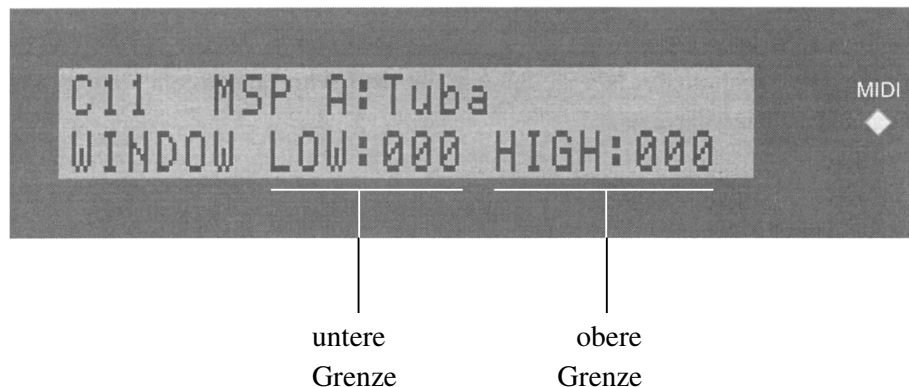 C11 MSP A:Tuba
MIDI
WINDOW LOW:000 HIGH:000
untere obere
Grenze Grenze